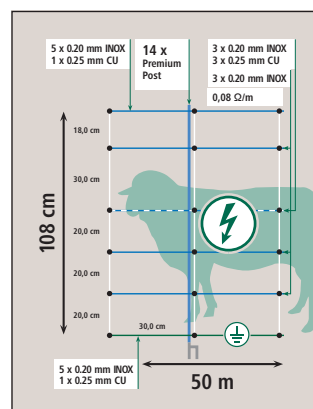 5 x 0.20 mm INOX
1 x 0.25 mm CU
14 x
Premium
Post
3 x 0.20 mm INOX
3 x 0.25 mm CU
3 x 0.20 mm INOX
0,08 Ω/m
18,0 cm
30,0 cm
20,0 cm
20,0 cm
20,0 cm
108 cm
30,0 cm
5 x 0.20 mm INOX
1 x 0.25 mm CU
50 m